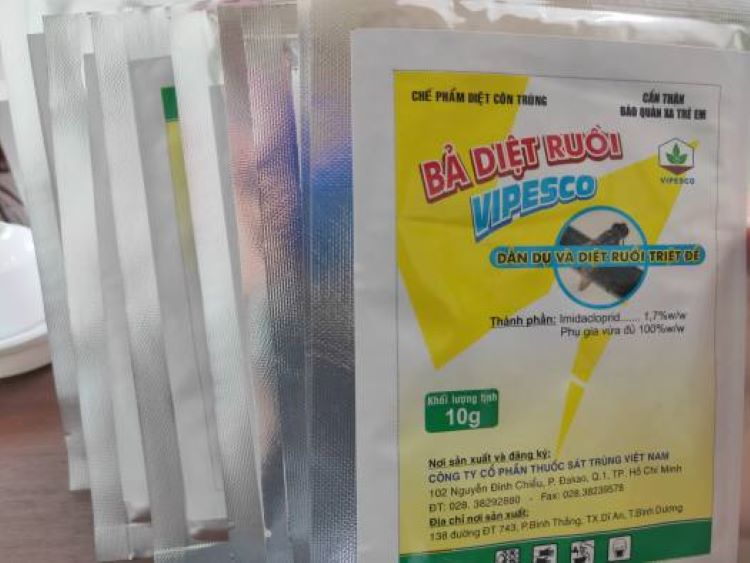 CHẾ PHẨM DIỆT CÔN TRÙNG
CẨN THẬN
BẢO QUẢN XA TRẺ EM
BẢ DIỆT RUỒI
VIPESCO
VIPESCO
DẪN DỤ VÀ DIỆT RUỒI TRIỆT ĐỂ
Thành phần: Imidacloprid....... 1,7%w/w
Phụ gia vừa đủ 100%w/w
Khối lượng tịnh
10g
Nơi sản xuất và đăng ký:
CÔNG TY CỔ PHẦN THUỐC SÁT TRÙNG VIỆT NAM
102 Nguyễn Đình Chiểu, P. Đakao, Q.1, TP. Hồ Chí Minh
ĐT: 028. 38292880 - Fax: 028.38239578
Địa chỉ nơi sản xuất:
138 đường ĐT 743, P.Bình Thắng, TX.Dĩ An, T.Bình Dương